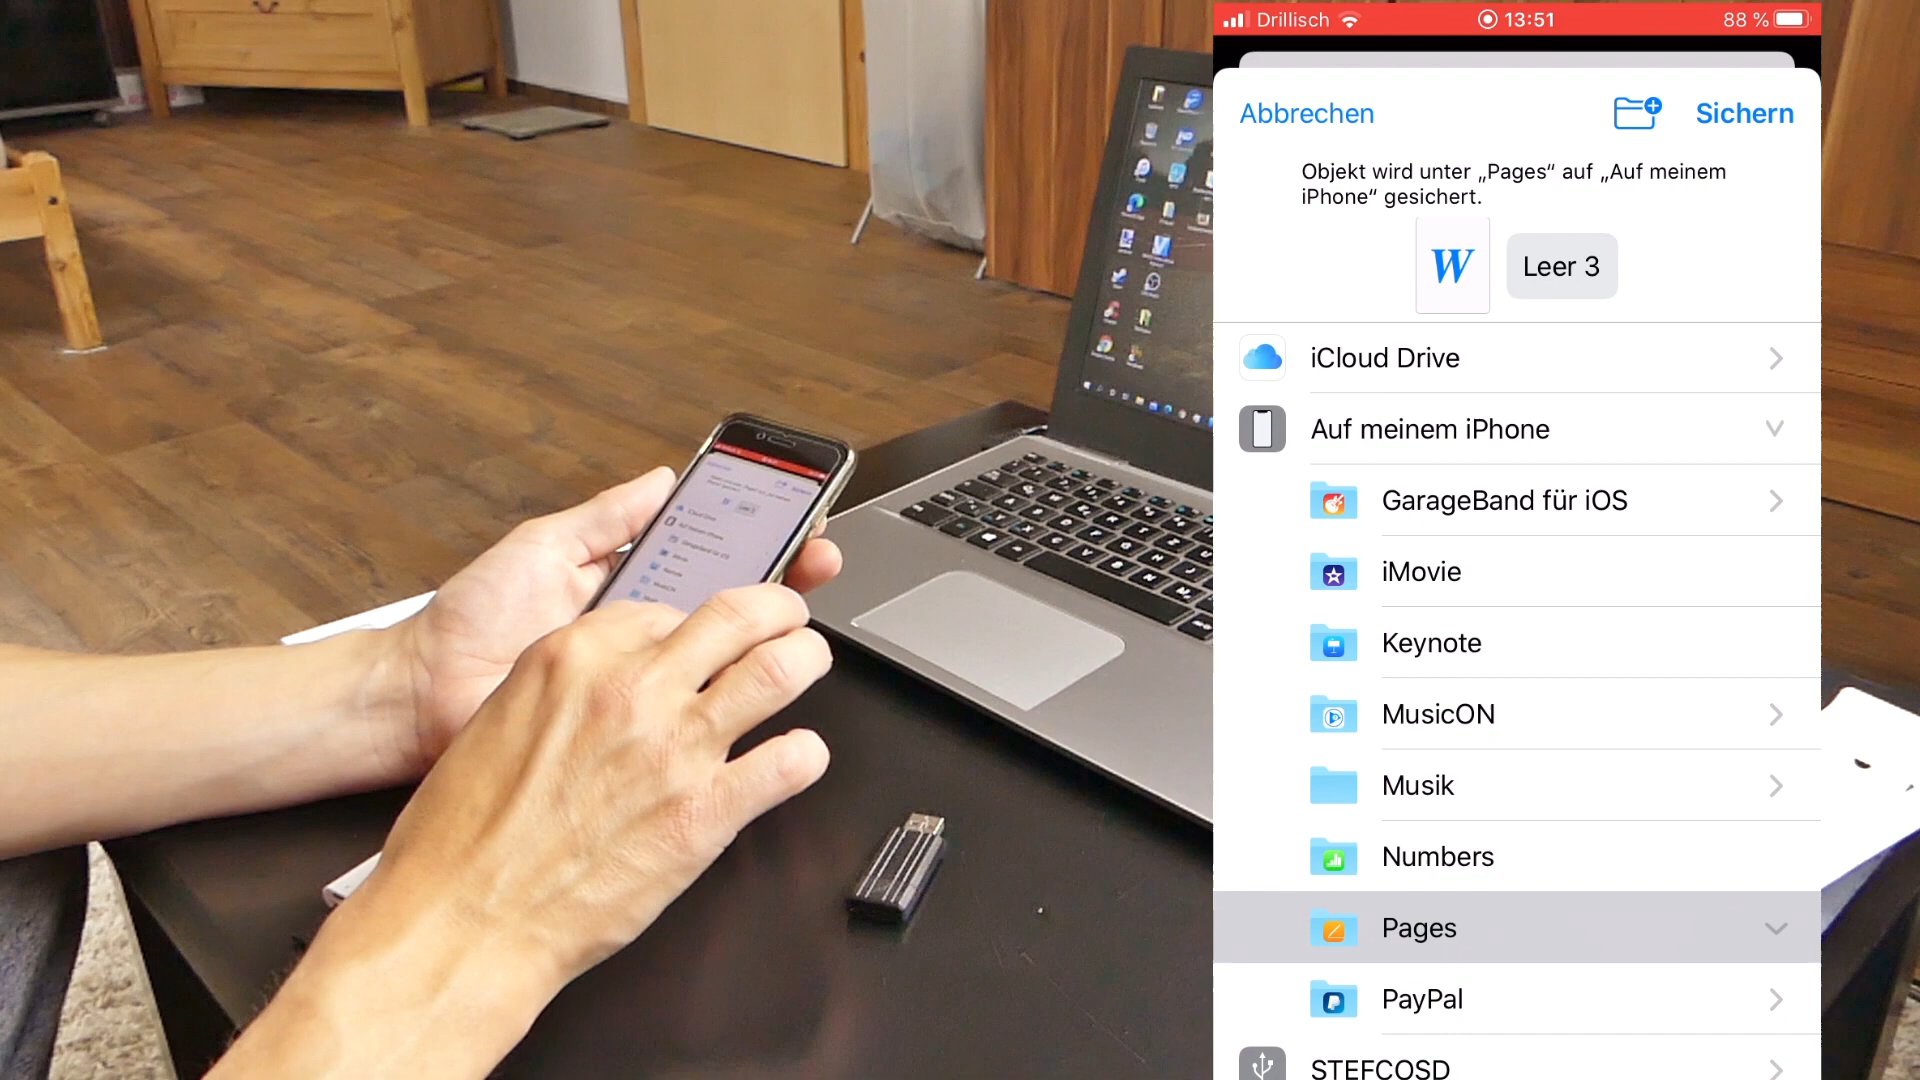 Drillisch
13:51
88 %
Abbrechen
Sichern
Objekt wird unter „Pages“ auf „Auf meinem
iPhone“ gesichert.
W
Leer 3
iCloud Drive
Auf meinem iPhone
GarageBand für iOS
iMovie
Keynote
MusicON
Musik
Numbers
Pages
PayPal
STEFCOSD